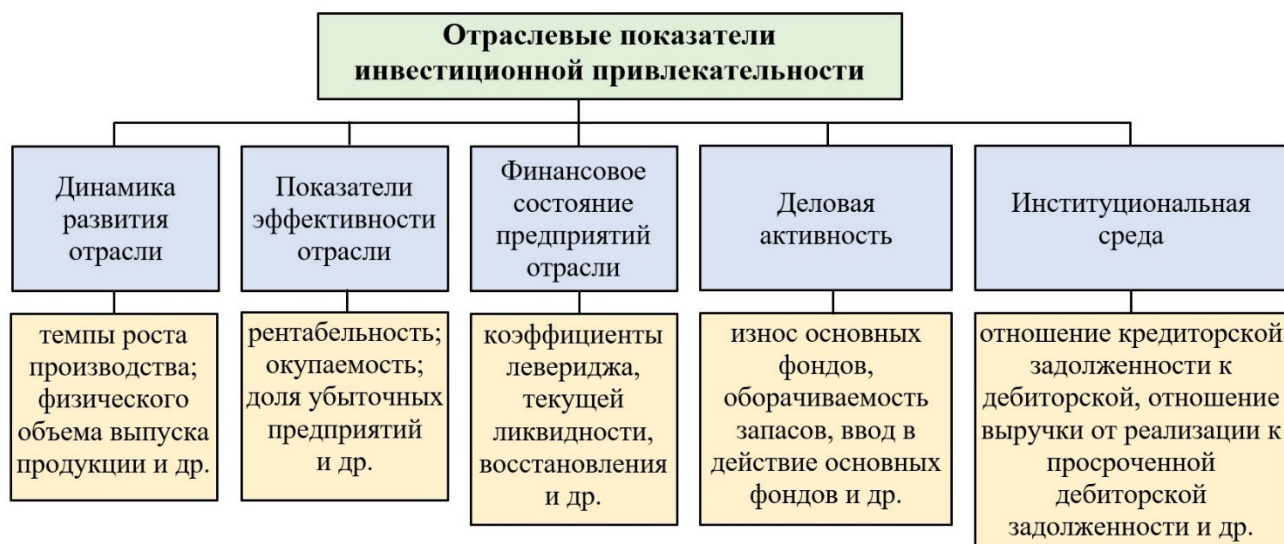 Отраслевые показатели
инвестиционной привлекательности
Динамика
развития
отрасли
Показатели
эффективности
отрасли
Финансовое
состояние
предприятий
отрасли
Деловая
активность
Институциональная
среда
темпы роста
производства;
физического
объема выпуска
продукции и др.
рентабельность;
окупаемость;
доля убыточных
предприятий
и др.
коэффициенты
левериджа,
текущей
ликвидности,
восстановления
и др.
износ основных
фондов,
оборачиваемость
запасов, ввод в
действие основных
фондов и др.
отношение кредиторской
задолженности к
дебиторской, отношение
выручки от реализации к
просроченной
дебиторской
задолженности и др.